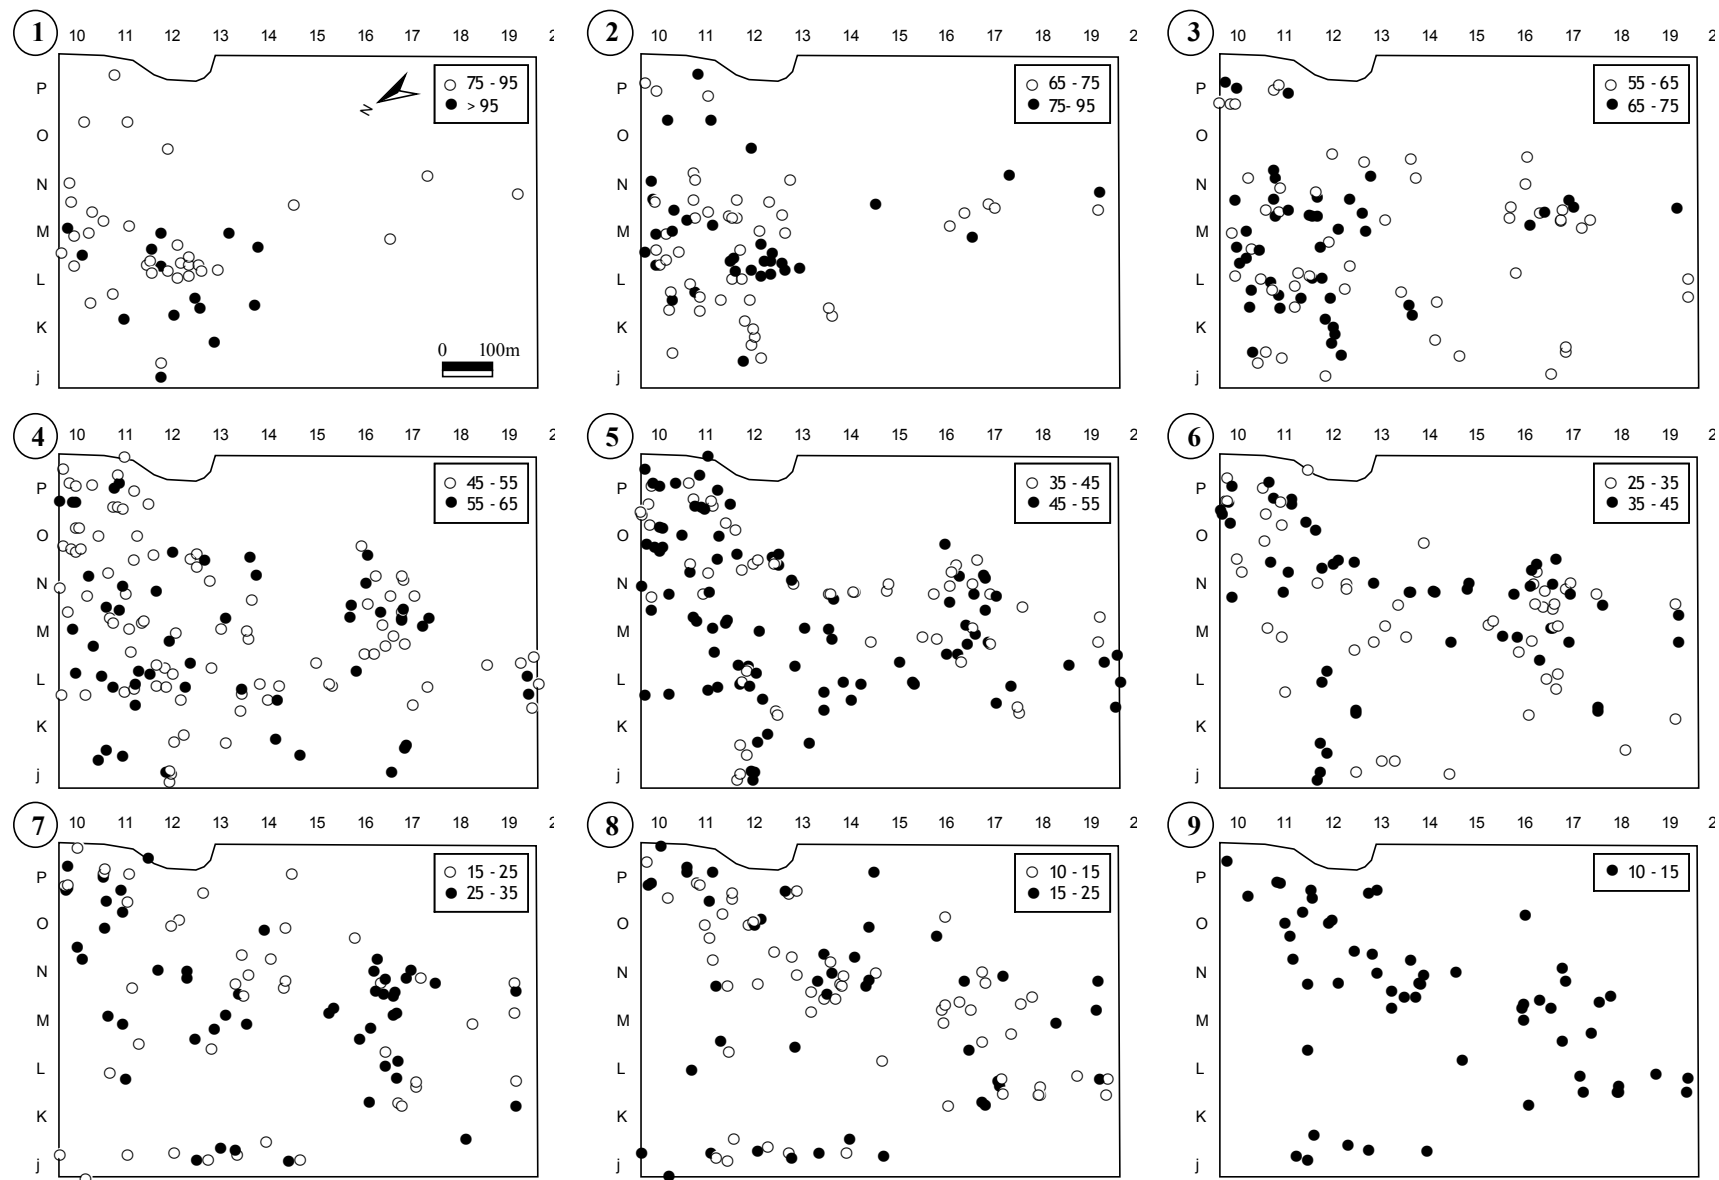 1 10 11 12 13 14 15 16 17 18 19 2
P
O
N
M
L
K
j
75 - 95
> 95
N
0 100m
2 10 11 12 13 14 15 16 17 18 19 2
P
O
N
M
L
K
j
65 - 75
75- 95
3 10 11 12 13 14 15 16 17 18 19 2
P
O
N
M
L
K
j
55 - 65
65 - 75
4 10 11 12 13 14 15 16 17 18 19 2
P
O
N
M
L
K
j
45 - 55
55 - 65
5 10 11 12 13 14 15 16 17 18 19 2
P
O
N
M
L
K
j
35 - 45
45 - 55
6 10 11 12 13 14 15 16 17 18 19 2
P
O
N
M
L
K
j
25 - 35
35 - 45
7 10 11 12 13 14 15 16 17 18 19 2
P
O
N
M
L
K
j
15 - 25
25 - 35
8 10 11 12 13 14 15 16 17 18 19 2
P
O
N
M
L
K
j
10 - 15
15 - 25
9 10 11 12 13 14 15 16 17 18 19 2
P
O
N
M
L
K
j
10 - 15